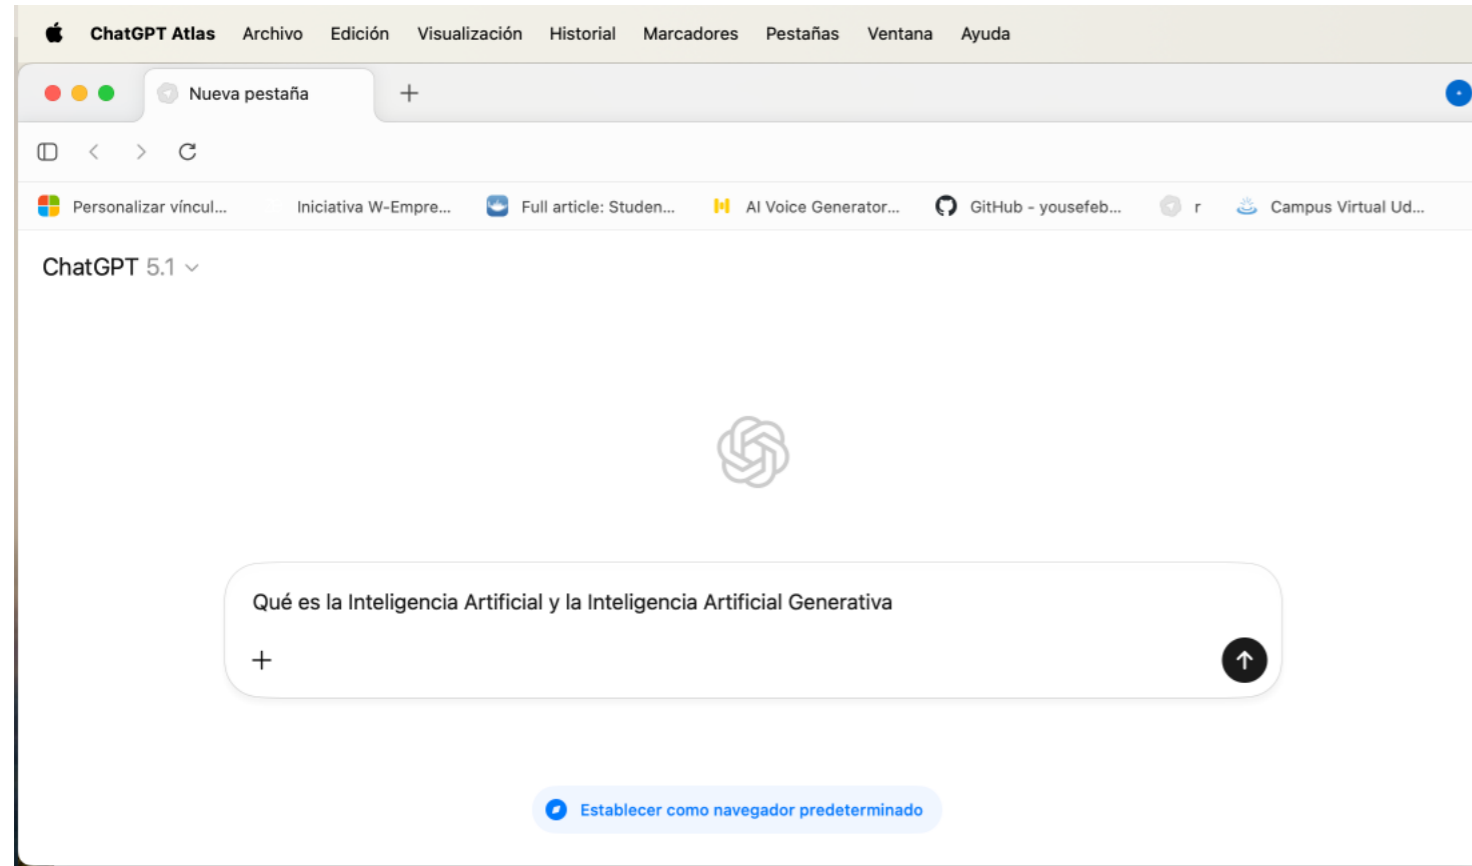 ChatGPT Atlas Archivo Edición Visualización Historial Marcadores Pestañas Ventana Ayuda
Nueva pestaña
Personalizar víncul... Iniciativa W-Empre... Full article: Studen... AI Voice Generator... GitHub - yousefeb... r Campus Virtual Ud...
ChatGPT 5.1
Qué es la Inteligencia Artificial y la Inteligencia Artificial Generativa
Establecer como navegador predeterminado